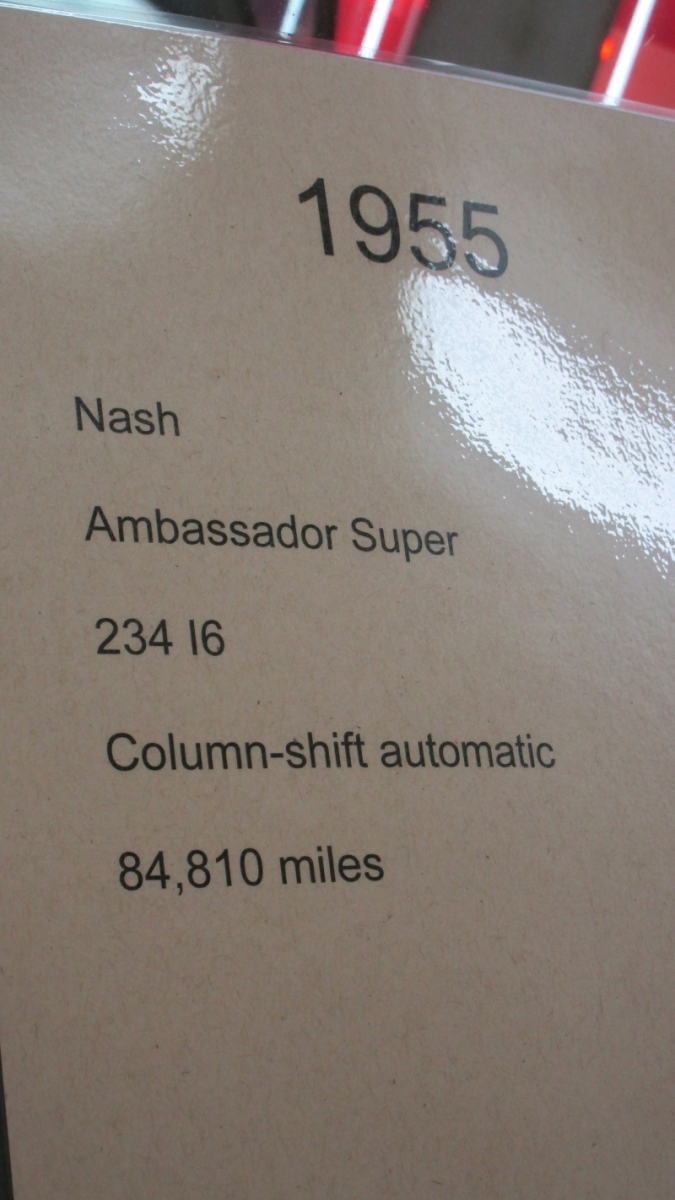 1955
Nash
Ambassador Super
234 I6
Column-shift automatic
84,810 miles